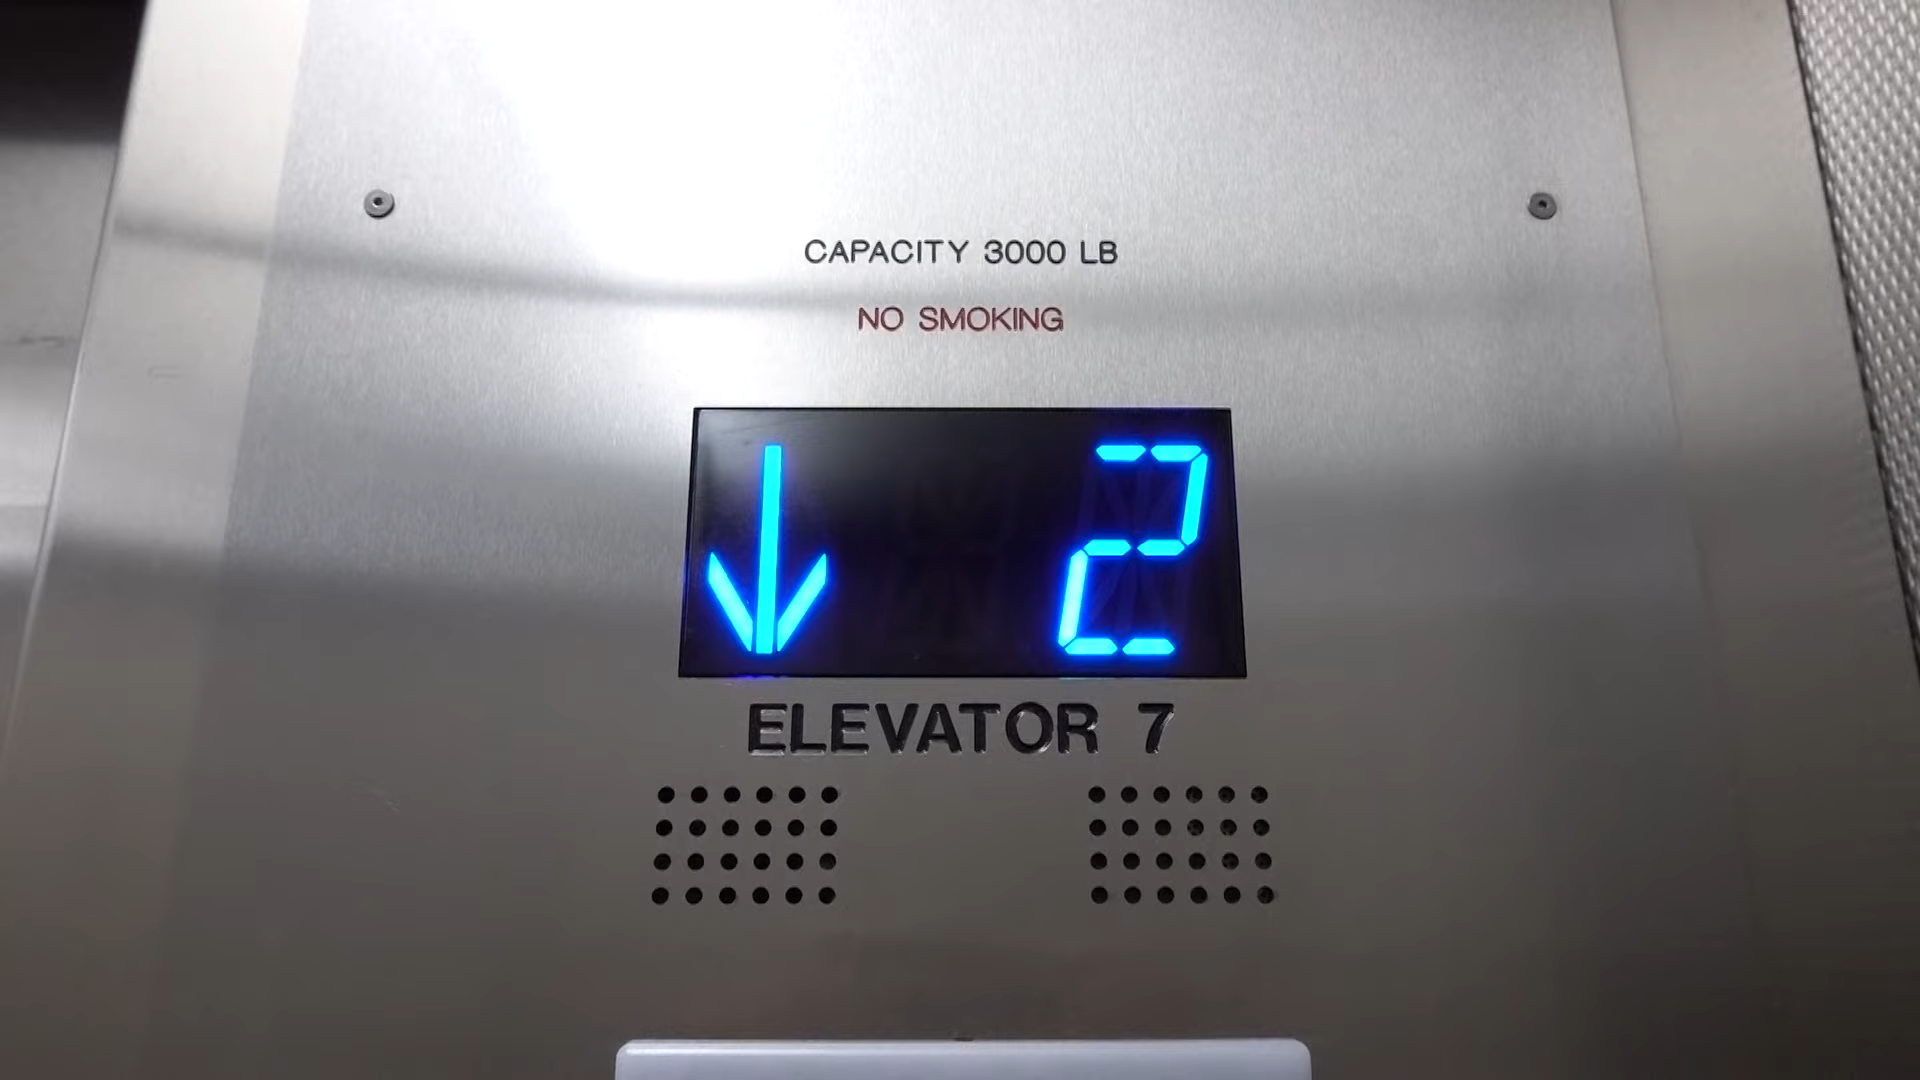 CAPACITY 3000 LB
NO SMOKING
↓ 2
ELEVATOR 7